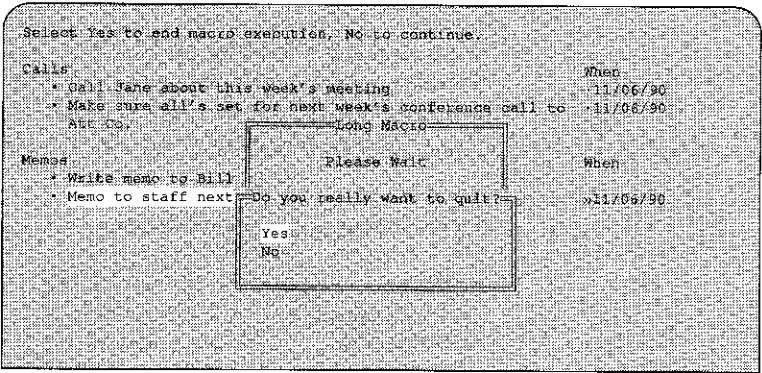 Select Yes to end macro execution, No to continue.
Calls When
• Call Jane about this week's meeting 11/06/90
• Make sure all's set for next week's conference call to ·11/06/90
Att Co.
Long Macro
Please Wait
Memos When
• Write memo to Bill
• Memo to staff next »11/06/90
Do you really want to quit?
Yes
No